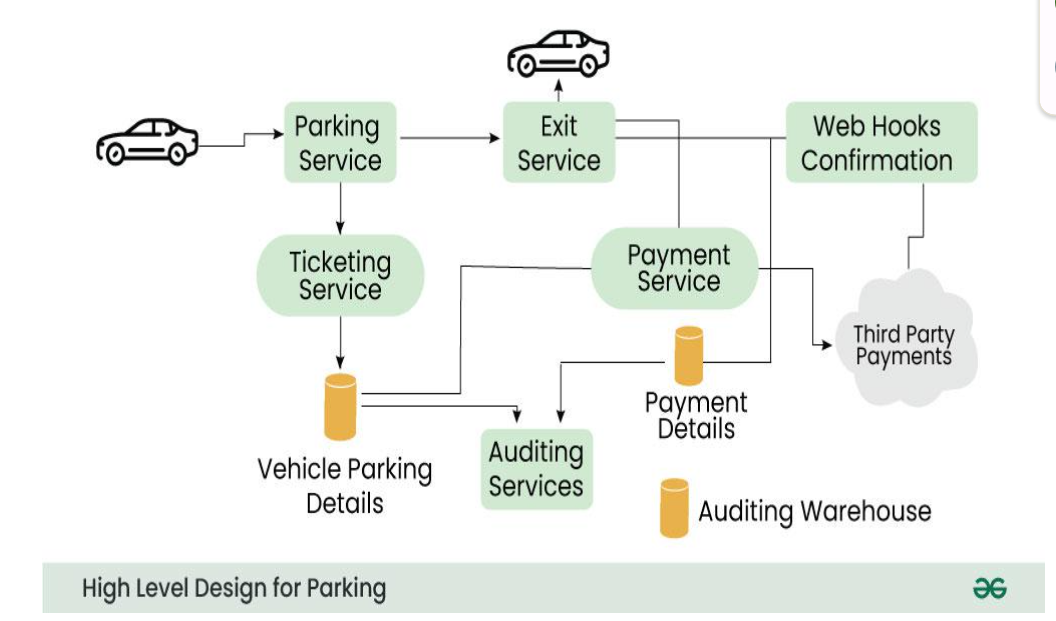 Parking
Service
Exit
Service
Web Hooks
Confirmation
Ticketing
Service
Payment
Service
Third Party
Payments
Payment
Details
Vehicle Parking
Details
Auditing
Services
Auditing Warehouse
High Level Design for Parking